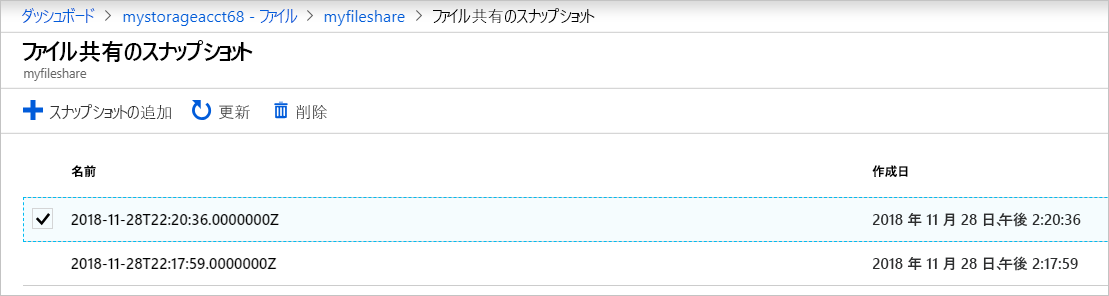 ダッシュボード > mystorageacct68 - ファイル > myfileshare > ファイル共有のスナップショット
ファイル共有のスナップショット
myfileshare
スナップショットの追加 更新 削除
名前 作成日
2018-11-28T22:20:36.0000000Z 2018 年 11 月 28 日、午後 2:20:36
2018-11-28T22:17:59.0000000Z 2018 年 11 月 28 日、午後 2:17:59